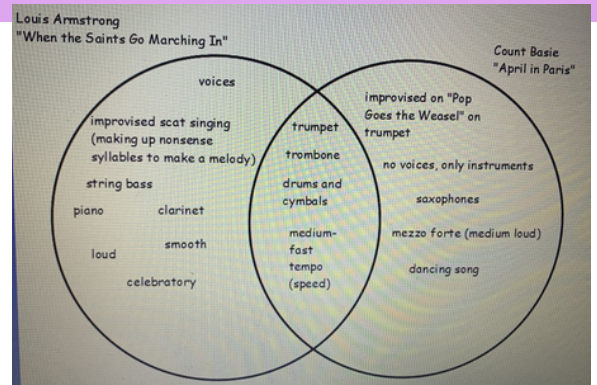 Louis Armstrong
"When the Saints Go Marching In"
Count Basie
"April in Paris"
voices
improvised scat singing
(making up nonsense
syllables to make a melody)
string bass
piano
clarinet
smooth
loud
celebratory
trumpet
trombone
drums and
cymbals
medium-
fast
tempo
(speed)
improvised on "Pop
Goes the Weasel" on
trumpet
no voices, only instruments
saxophones
mezzo forte (medium loud)
dancing song